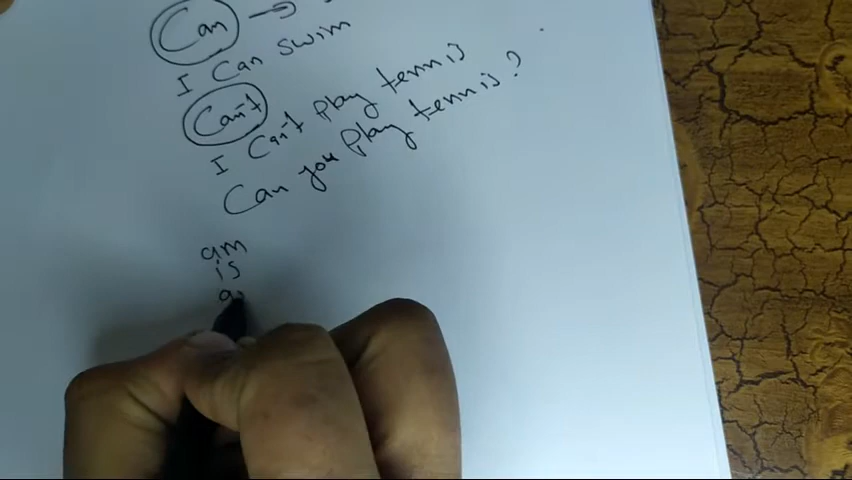 Can →
I Can swim
Can't
I Can't Play tennis
Can you Play tennis?
am
is
a